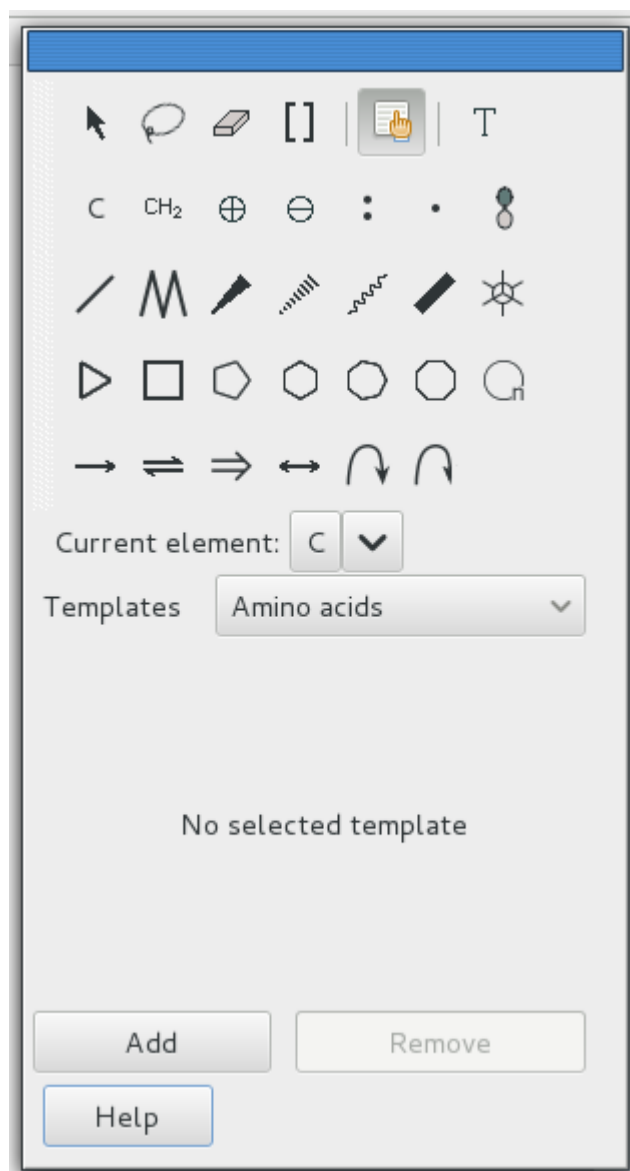 [ ] T
C CH₂ ⊕ ⊖ : ·
n
Current element: C
Templates Amino acids
No selected template
Add Remove
Help